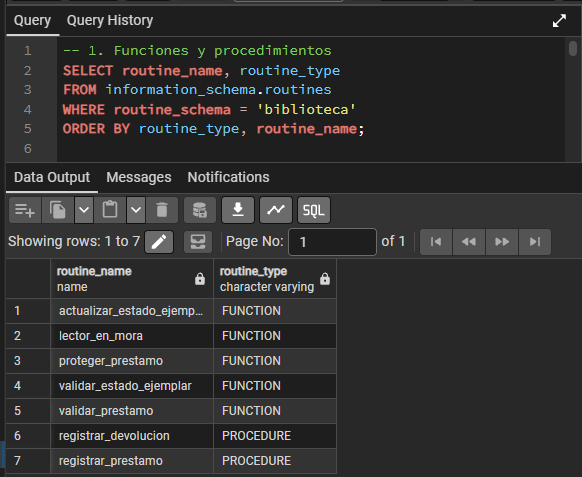 Query Query History
1 -- 1. Funciones y procedimientos
2 SELECT routine_name, routine_type
3 FROM information_schema.routines
4 WHERE routine_schema = 'biblioteca'
5 ORDER BY routine_type, routine_name;
6
Data Output Messages Notifications
SQL
Showing rows: 1 to 7 Page No: 1 of 1
routine_name routine_type
name character varying
1 actualizar_estado_ejemp... FUNCTION
2 lector_en_mora FUNCTION
3 proteger_prestamo FUNCTION
4 validar_estado_ejemplar FUNCTION
5 validar_prestamo FUNCTION
6 registrar_devolucion PROCEDURE
7 registrar_prestamo PROCEDURE